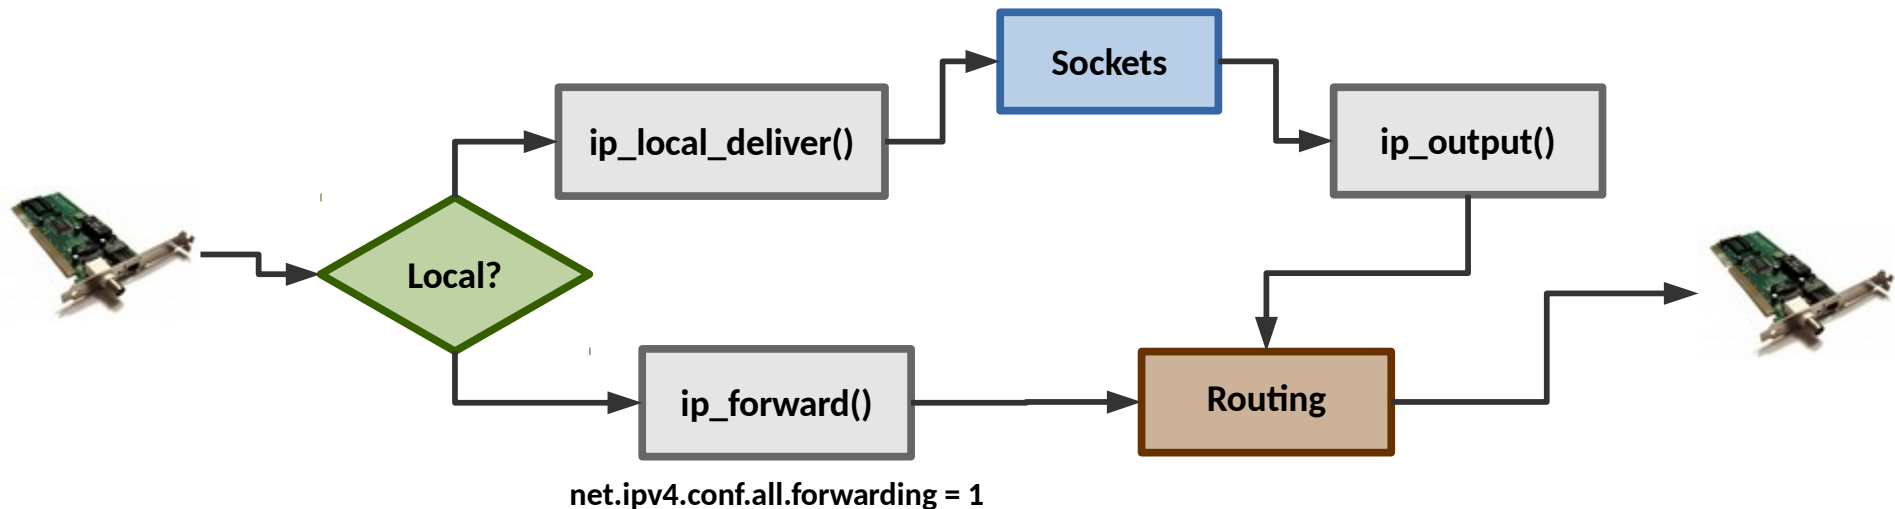 Sockets
ip_local_deliver()
ip_output()
Local?
ip_forward()
Routing
net.ipv4.conf.all.forwarding = 1